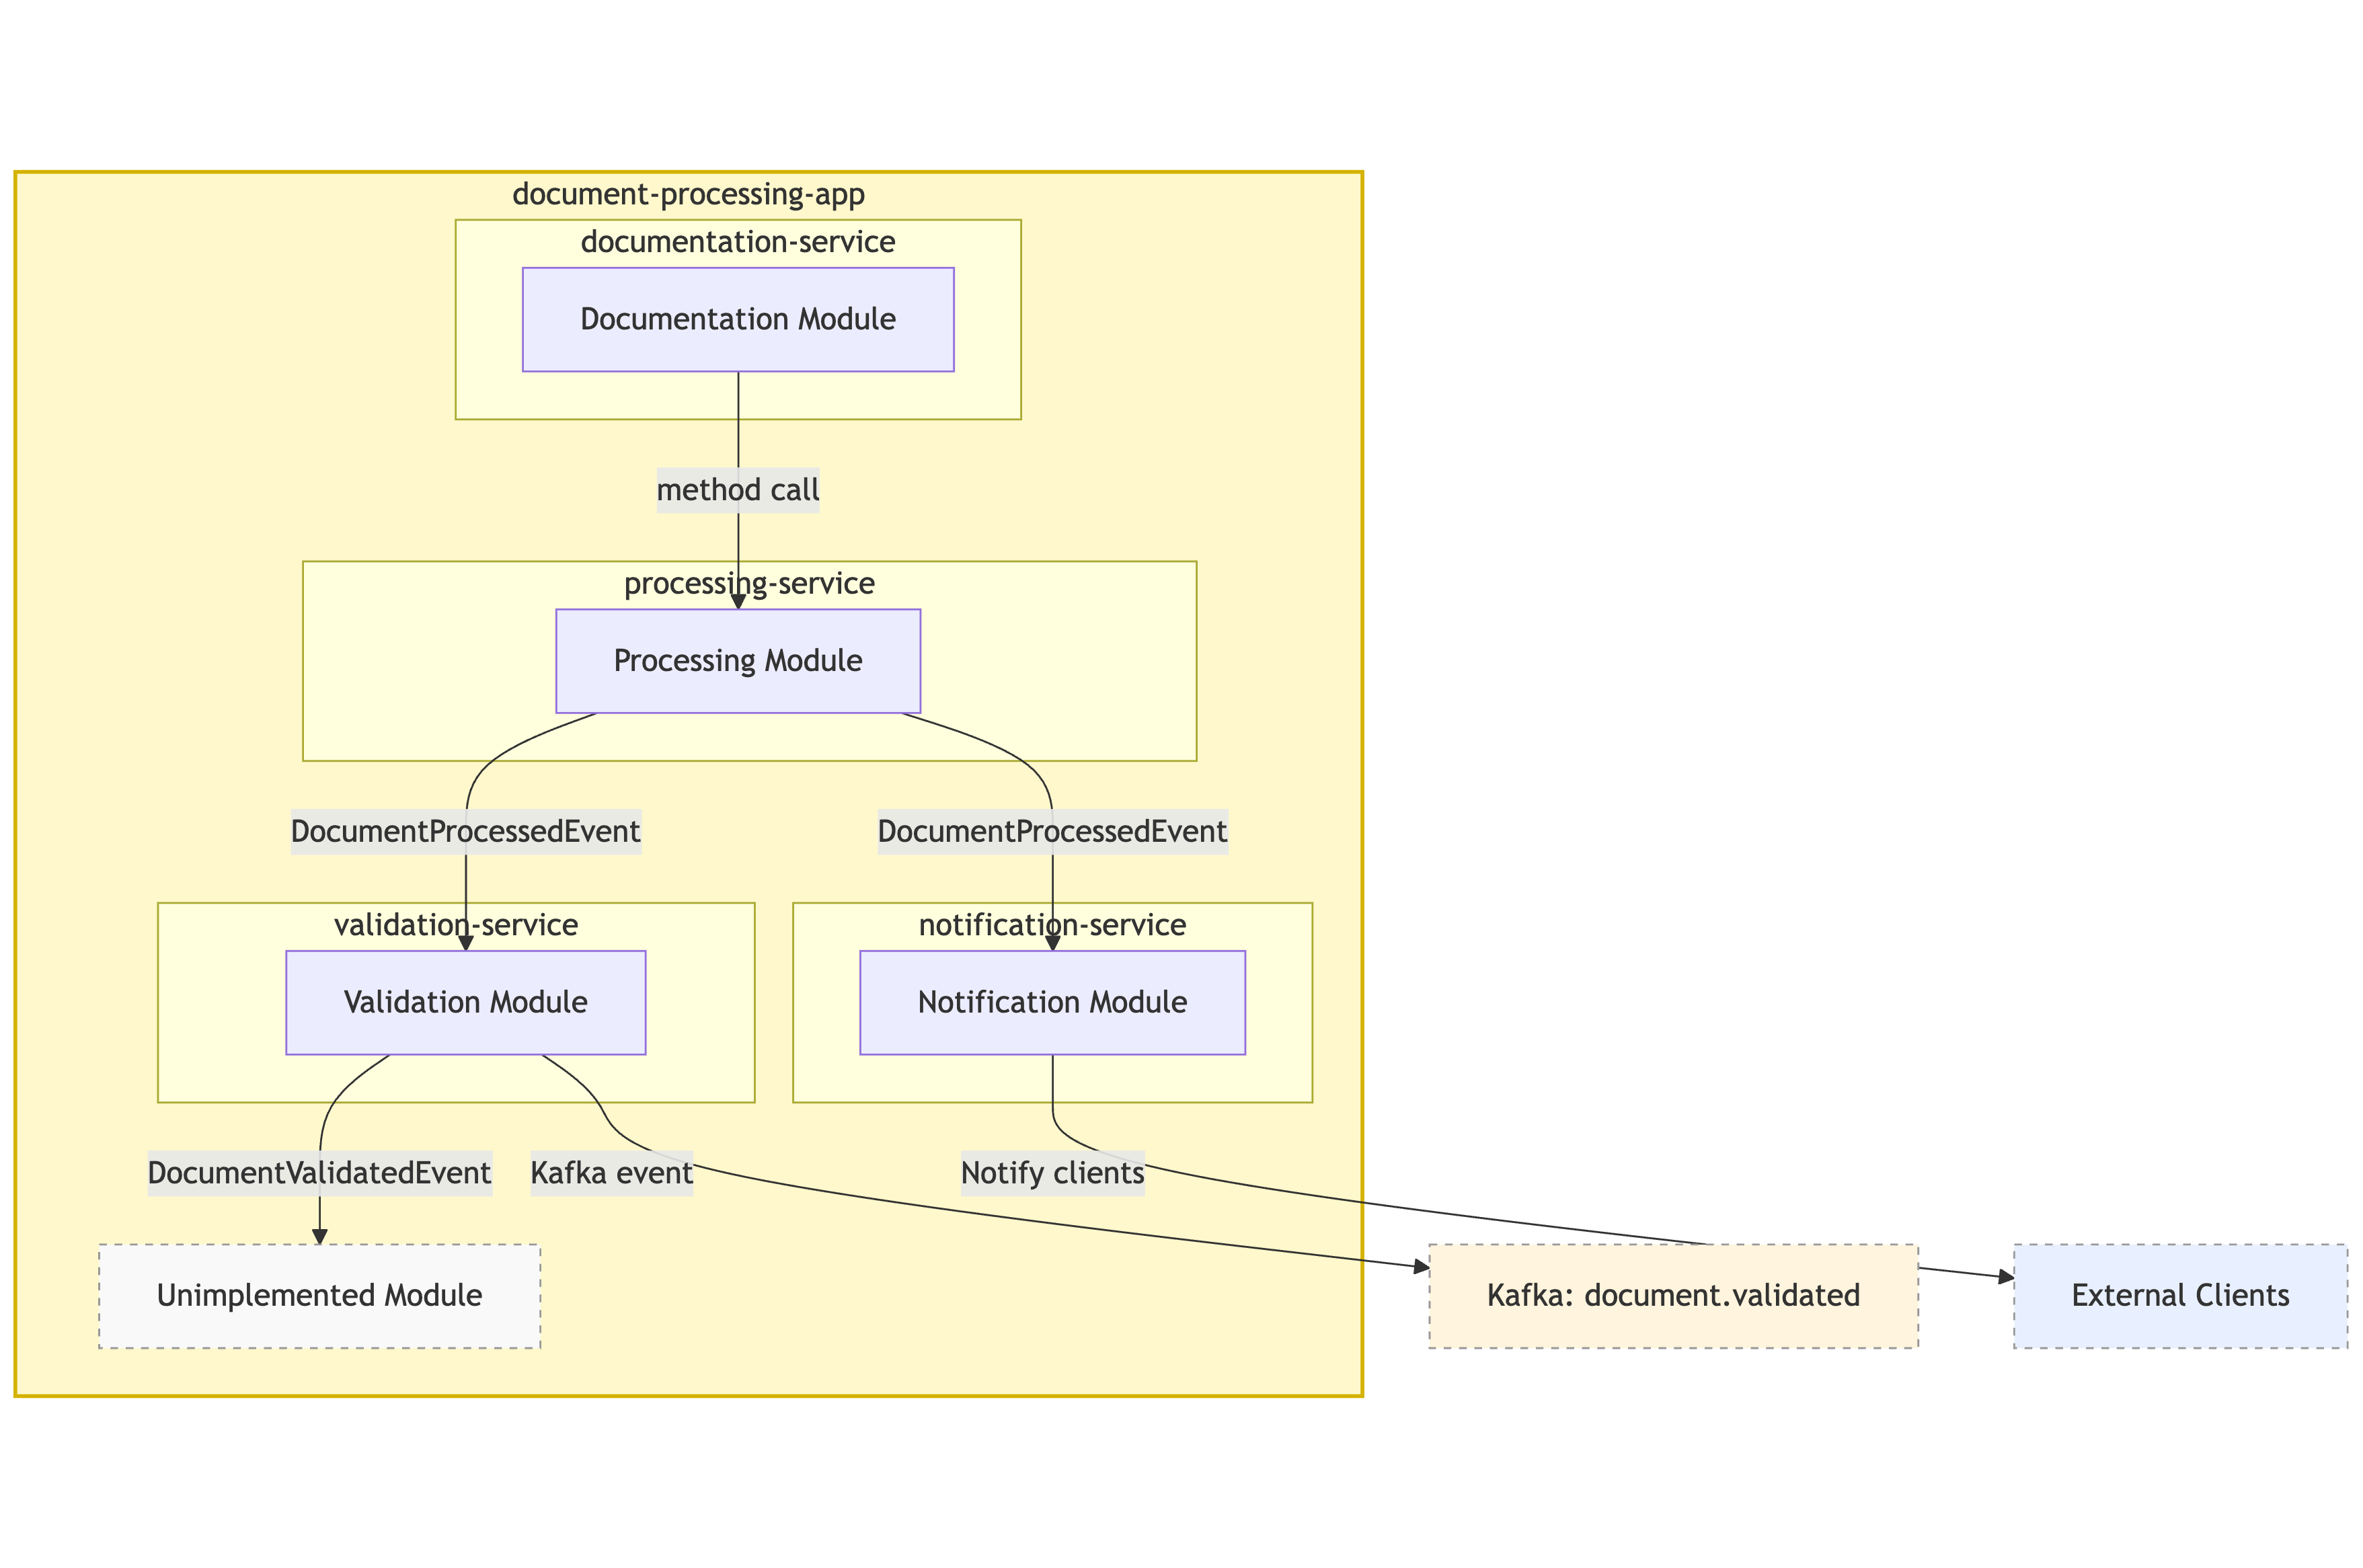 document-processing-app
documentation-service
Documentation Module
method call
processing-service
Processing Module
DocumentProcessedEvent
DocumentProcessedEvent
validation-service
notification-service
Validation Module
Notification Module
DocumentValidatedEvent
Kafka event
Notify clients
Unimplemented Module
Kafka: document.validated
External Clients